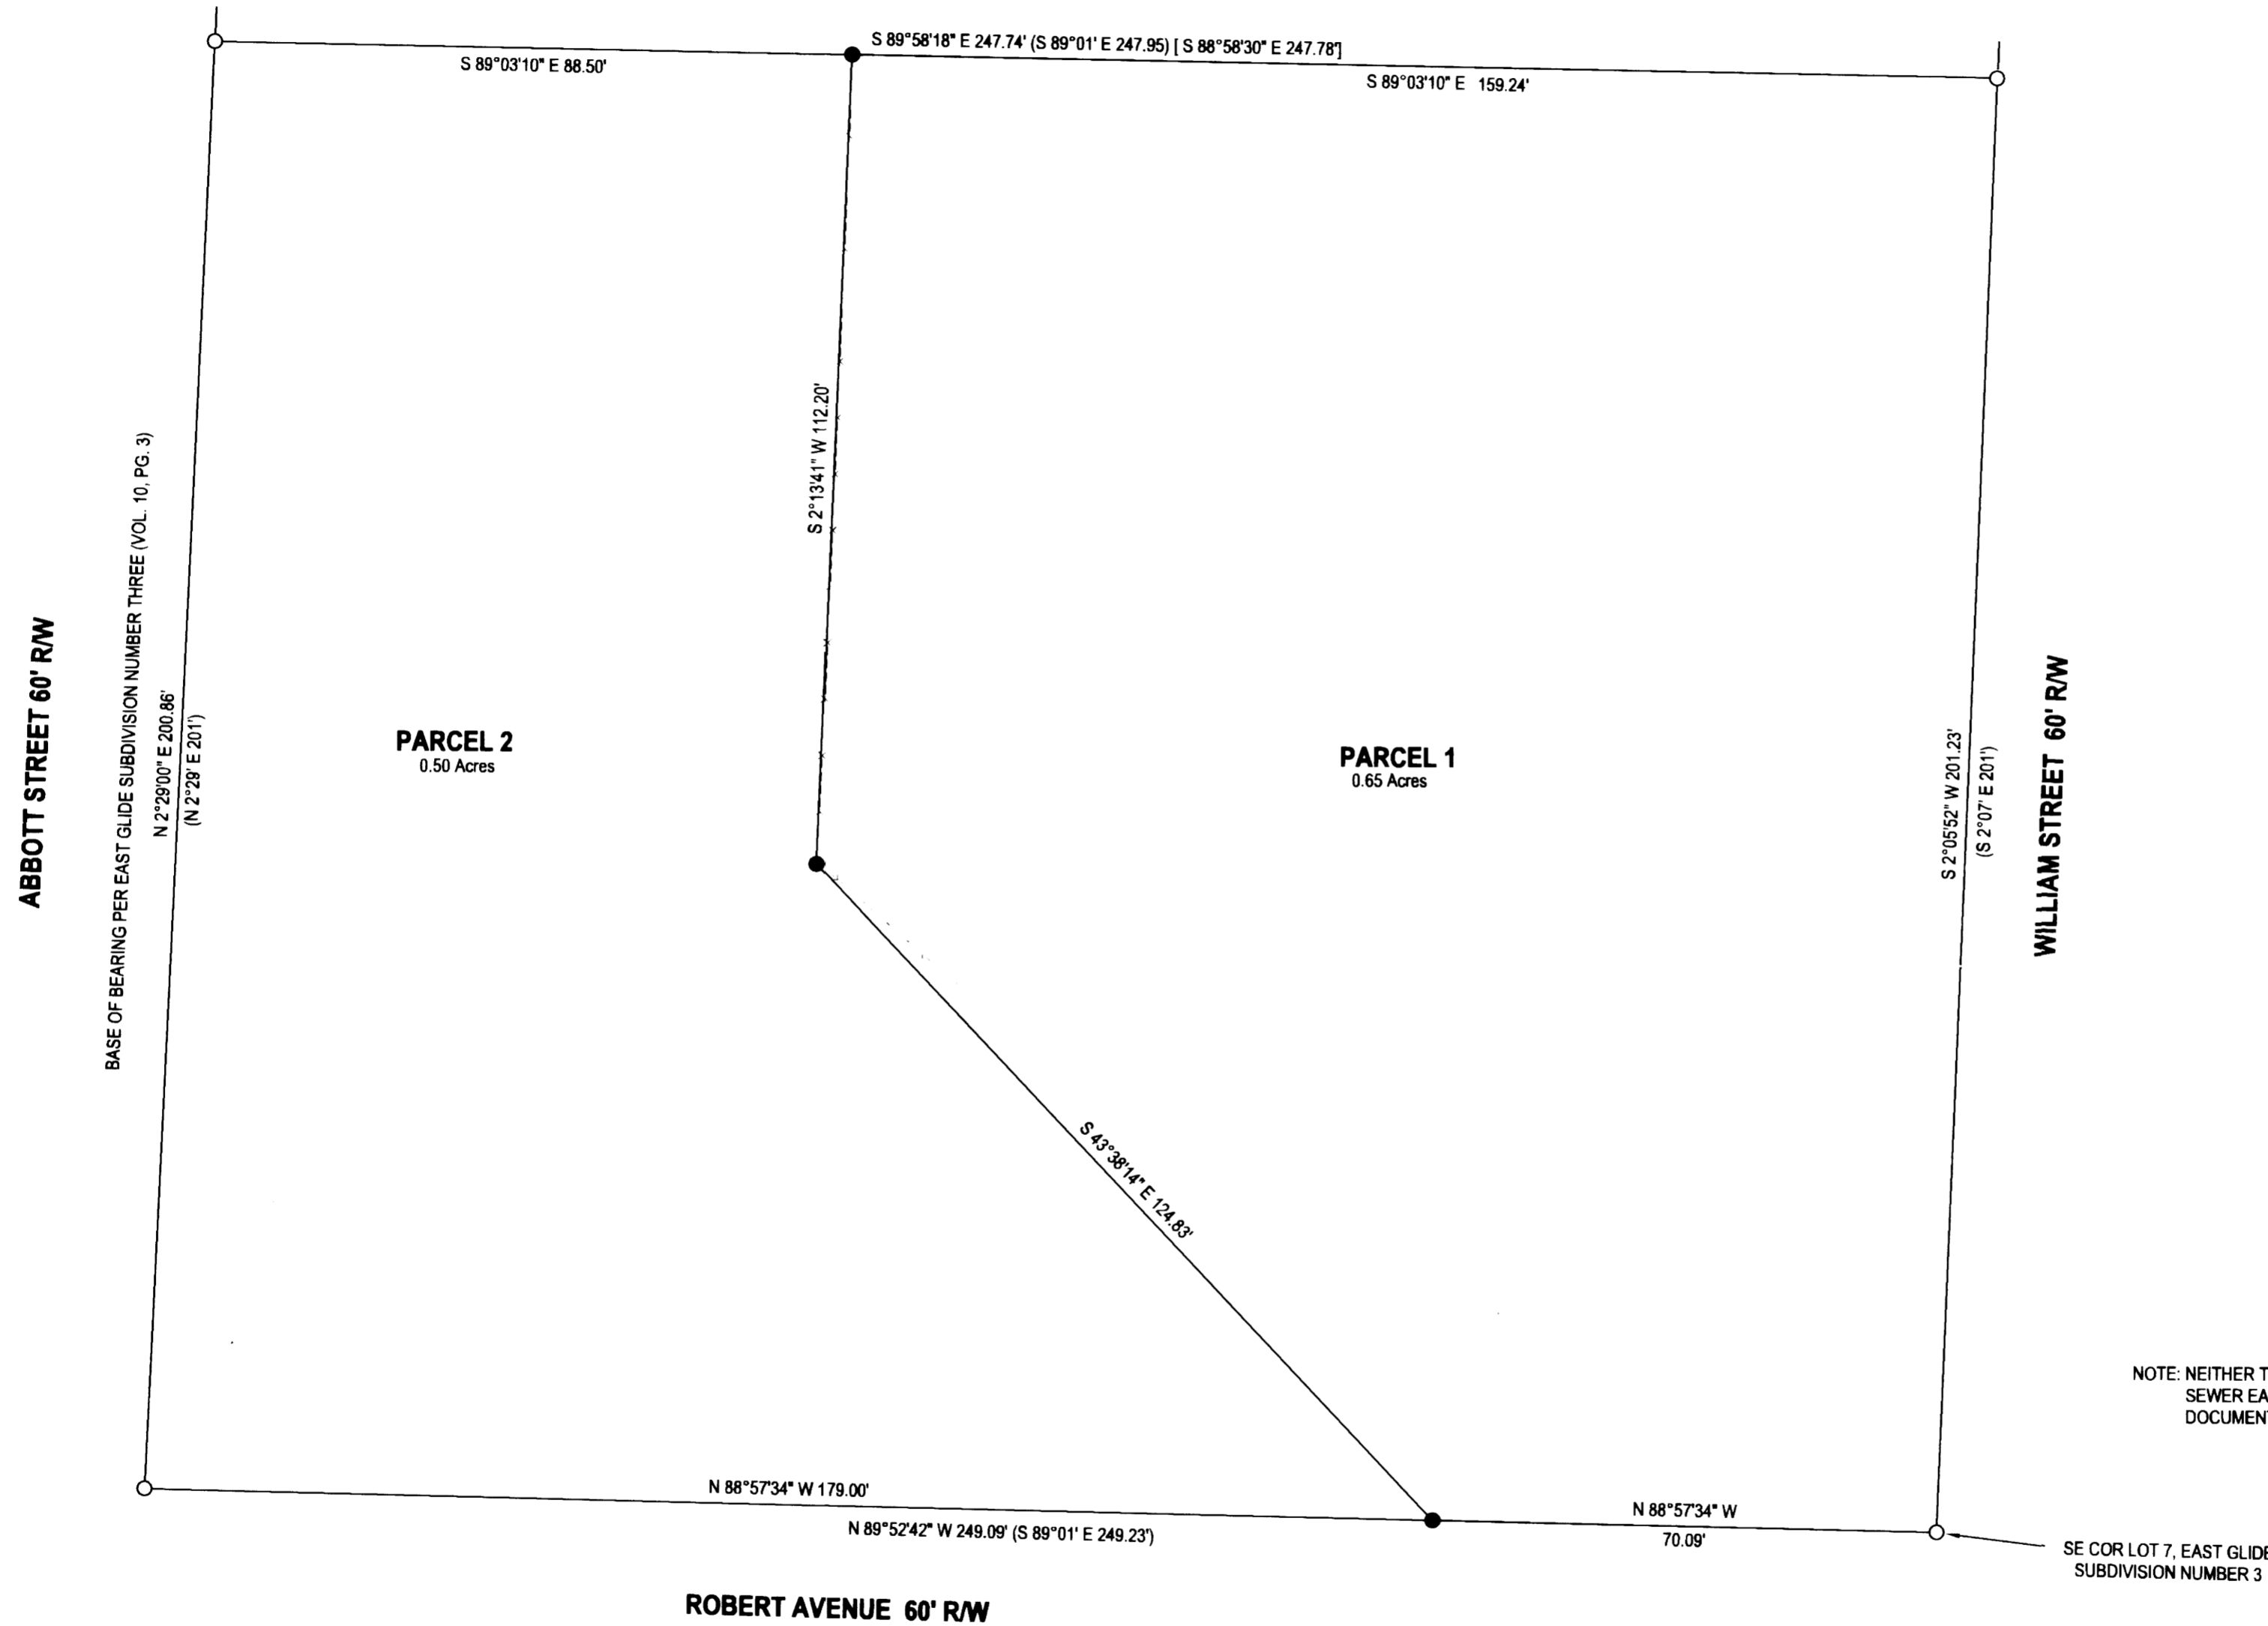 S 89°58'18" E 247.74' (S 89°01' E 247.95) [ S 88°58'30" E 247.78']
S 89°03'10" E 88.50'
S 89°03'10" E 159.24'
S 2°13'41" W 112.20'
ABBOTT STREET 60' R/W
BASE OF BEARING PER EAST GLIDE SUBDIVISION NUMBER THREE (VOL. 10, PG. 3)
N 2°29'00" E 200.86'
(N 2°29' E 201')
PARCEL 2
0.50 Acres
PARCEL 1
0.65 Acres
S 2°05'52" W 201.23'
(S 2°07' E 201')
WILLIAM STREET 60' R/W
S 43°38'14" E 124.83'
NOTE: NEITHER T
SEWER EA
DOCUMEN
N 88°57'34" W 179.00'
N 89°52'42" W 249.09' (S 89°01' E 249.23')
N 88°57'34" W
70.09'
SE COR LOT 7, EAST GLIDE
SUBDIVISION NUMBER 3
ROBERT AVENUE 60' R/W